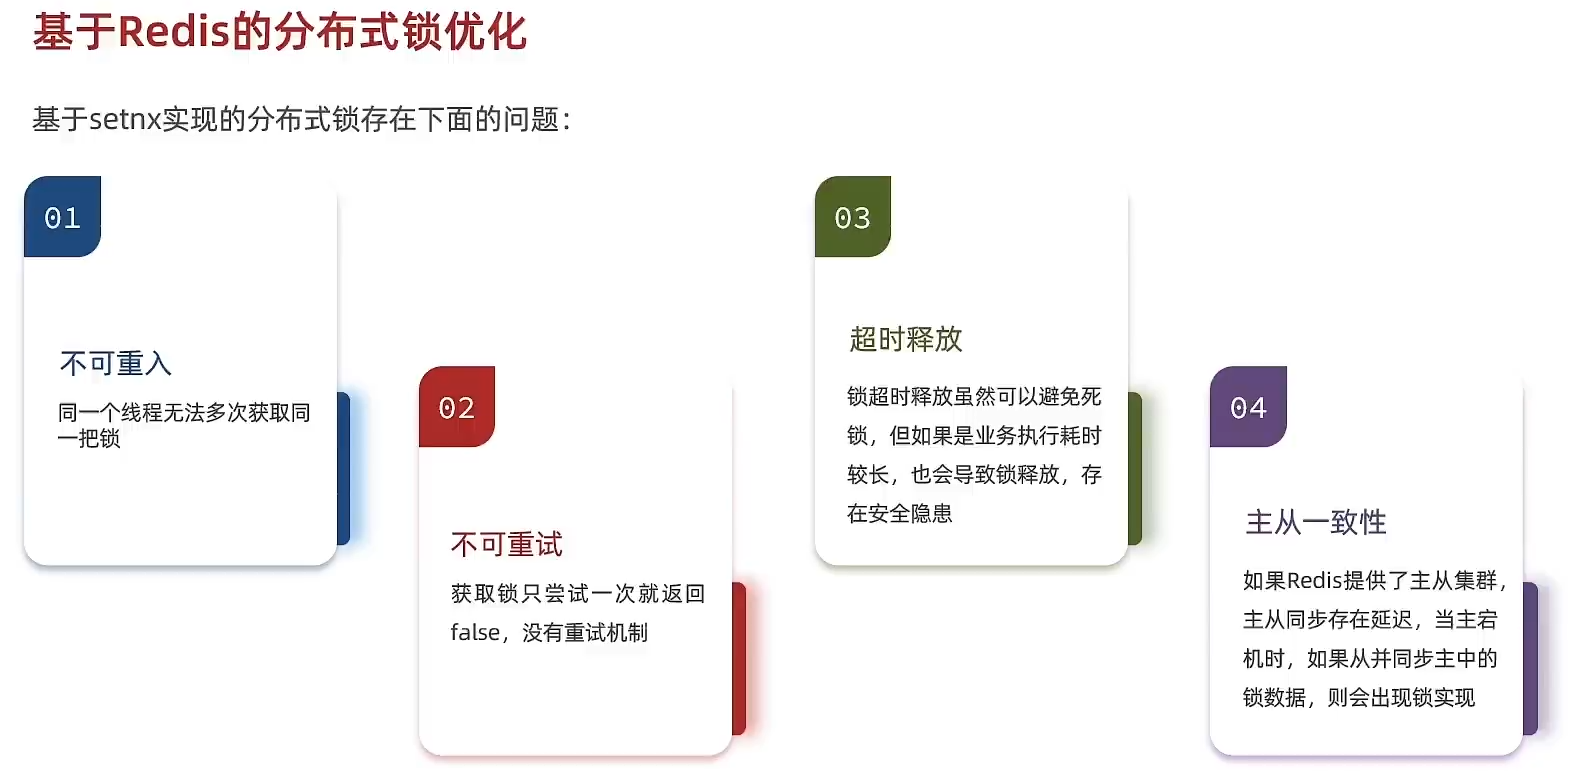 基于Redis的分布式锁优化
基于setnx实现的分布式锁存在下面的问题：
01
不可重入
同一个线程无法多次获取同
一把锁
02
不可重试
获取锁只尝试一次就返回
false，没有重试机制
03
超时释放
锁超时释放虽然可以避免死
锁，但如果是业务执行耗时
较长，也会导致锁释放，存
在安全隐患
04
主从一致性
如果Redis提供了主从集群，
主从同步存在延迟，当主宕
机时，如果从并同步主中的
锁数据，则会出现锁实现